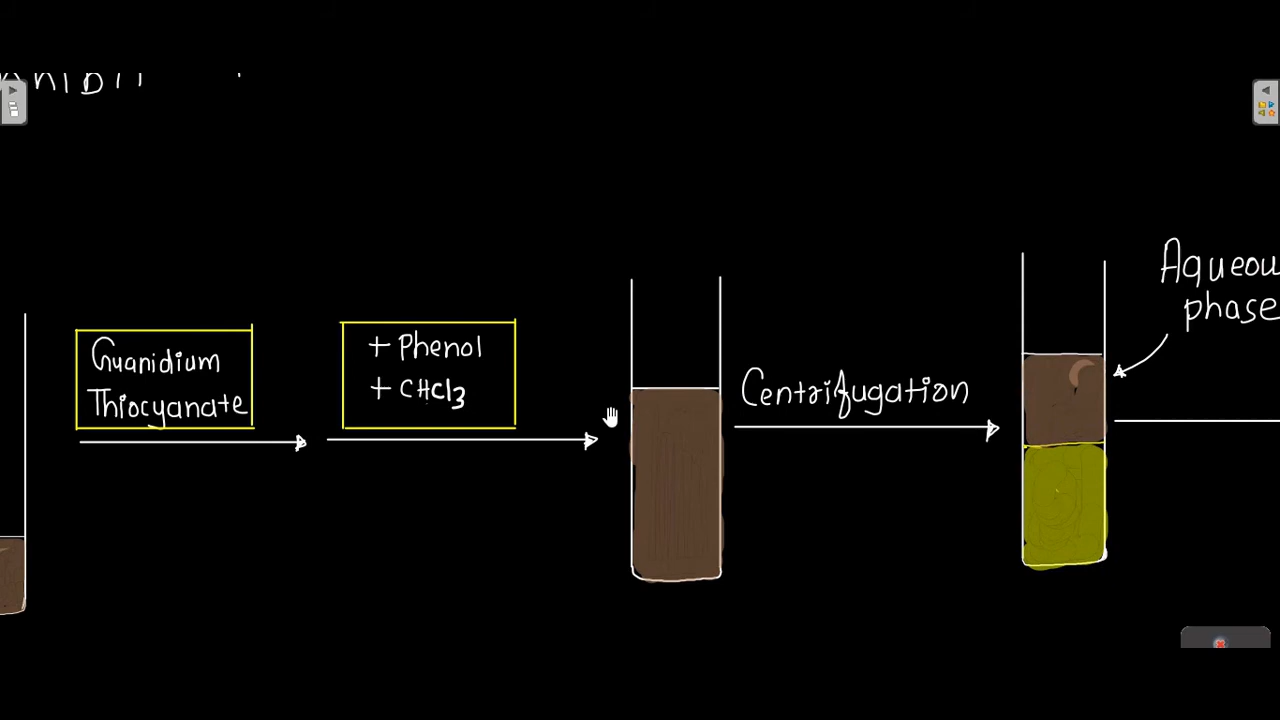 Guanidium
Thiocyanate
+ Phenol
+ CHCl3
Centrifugation
Aqueou
phase